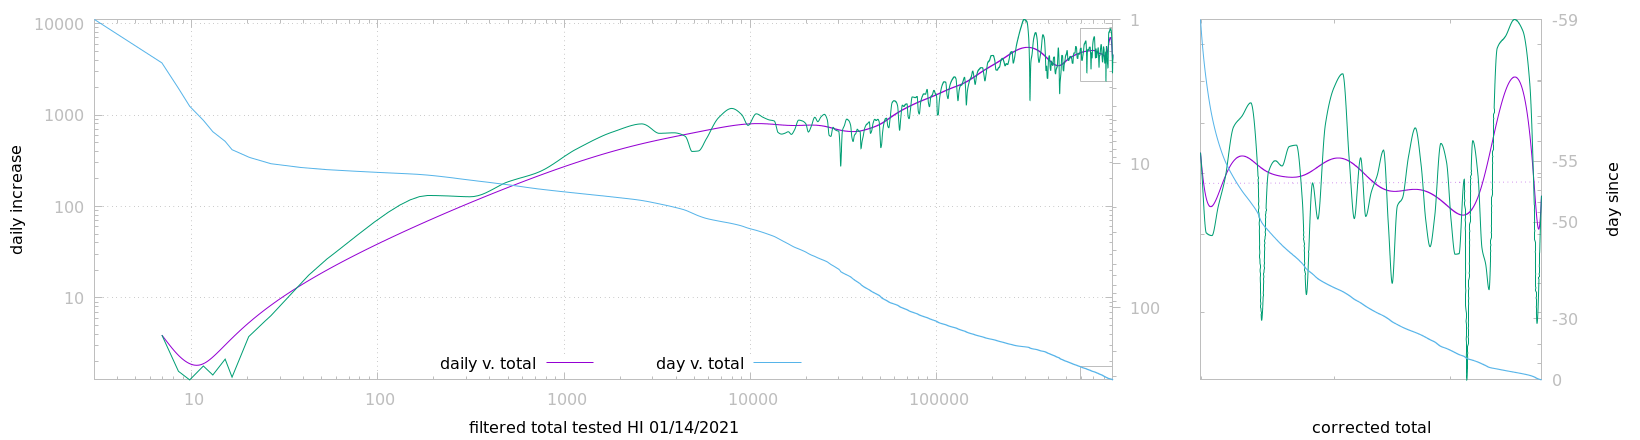 10000
1000
100
10
daily increase
1
10
100
daily v. total
day v. total
10
100
1000
10000
100000
filtered total tested HI 01/14/2021
-59
-55
-50
-30
0
day since
corrected total